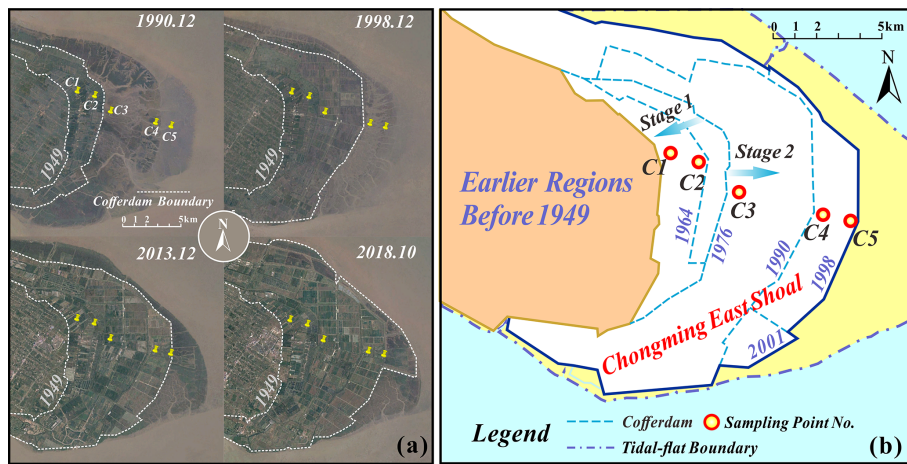 1990.12
C1
C2
C3
C4
C5
1949
Cofferdam Boundary
0 1 2 5km
1998.12
1949
N
2013.12
1949
2018.10
1949
(a)
0 1 2 5km
N
Stage 1
Stage 2
C1
C2
C3
C4
C5
Earlier Regions
Before 1949
1964
1976
1990
1998
2001
Chongming East Shoal
Legend
Cofferdam
Sampling Point No.
Tidal-flat Boundary
(b)